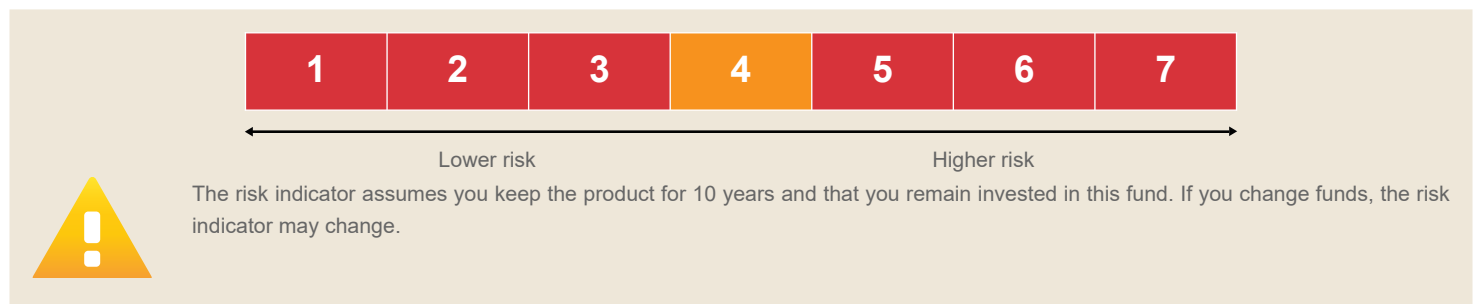 1 2 3 4 5 6 7
Lower risk Higher risk
The risk indicator assumes you keep the product for 10 years and that you remain invested in this fund. If you change funds, the risk
indicator may change.